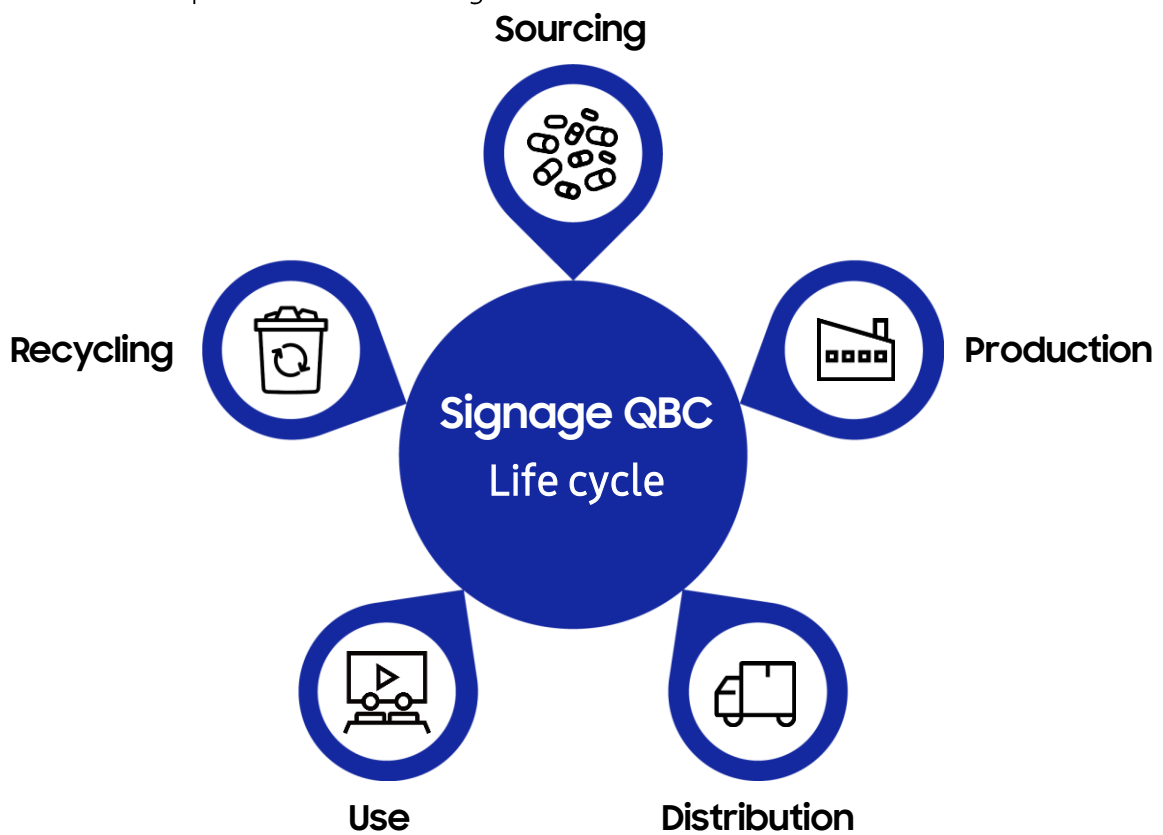 Sourcing
Production
Distribution
Use
Recycling
Signage QBC
Life cycle